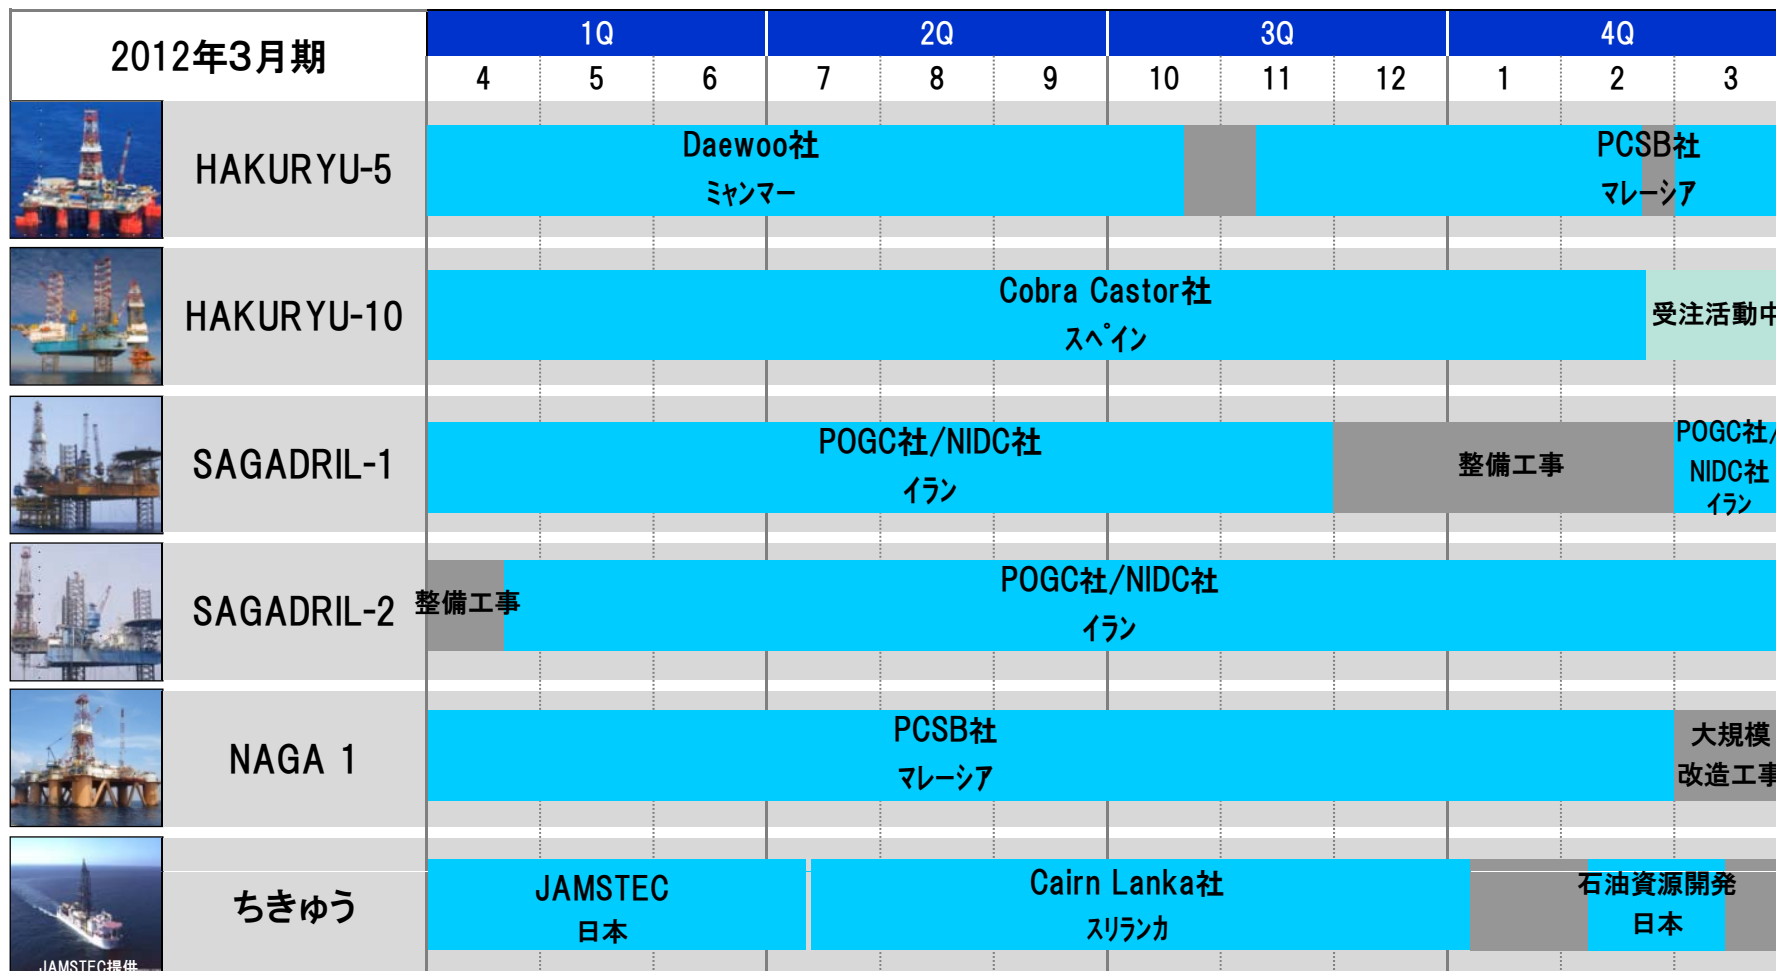 2012年3月期
1Q 2Q 3Q 4Q
4 5 6 7 8 9 10 11 12 1 2 3
HAKURYU-5
Daewoo社
ミャンマー
PCSB社
マレーシア
HAKURYU-10
Cobra Castor社
スペイン
受注活動中
SAGADRIL-1
POGC社/NIDC社
イラン
整備工事
POGC社/
NIDC社
イラン
SAGADRIL-2
整備工事
POGC社/NIDC社
イラン
NAGA 1
PCSB社
マレーシア
大規模
改造工事
ちきゅう
JAMSTEC
日本
Cairn Lanka社
スリランカ
石油資源開発
日本
JAMSTEC提供